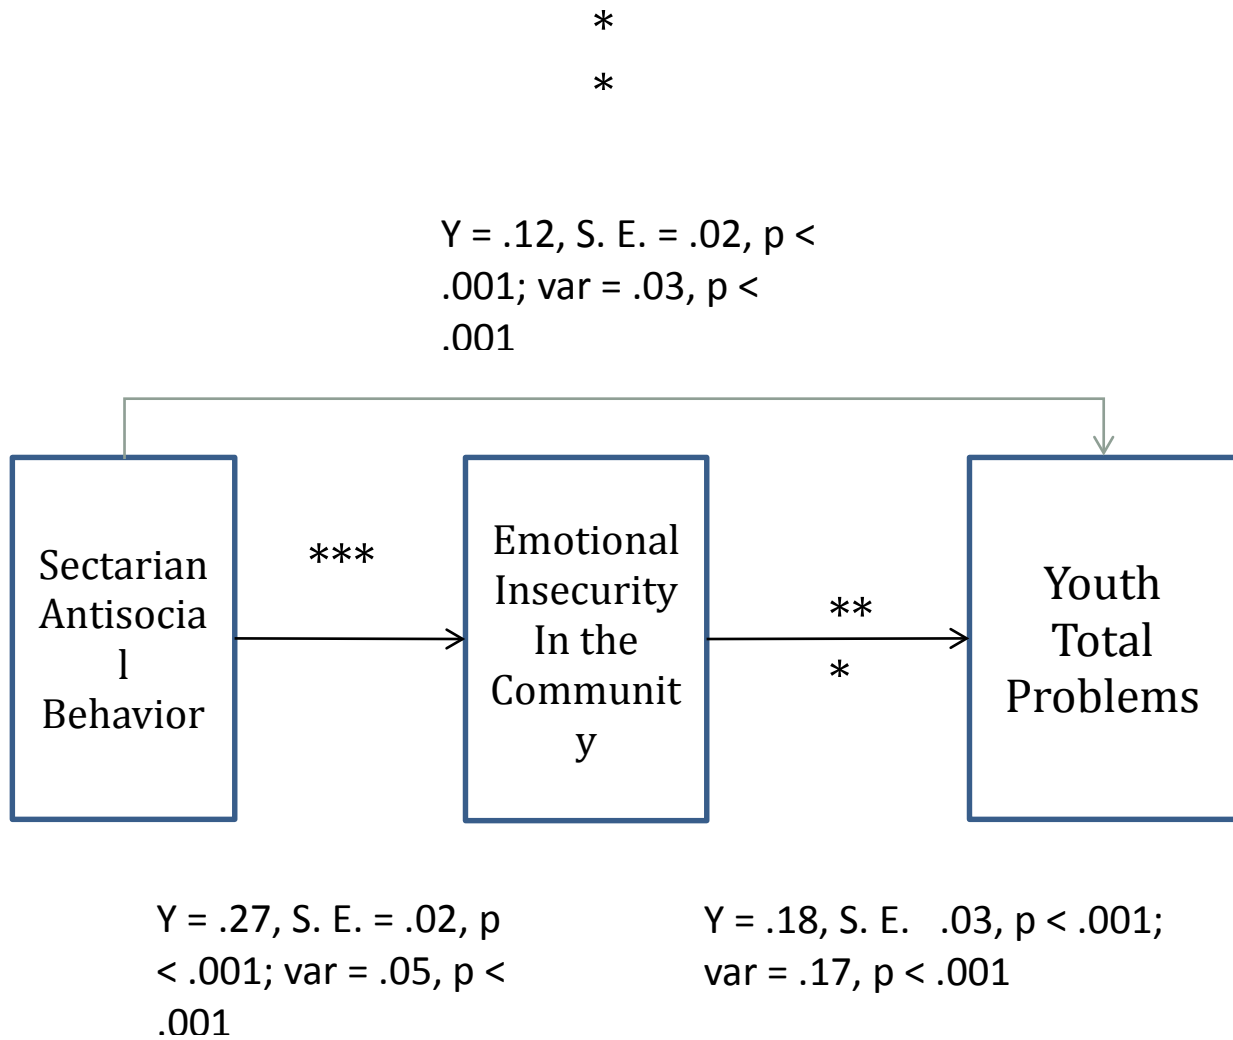 *
*
Y = .12, S. E. = .02, p <
.001; var = .03, p <
.001
Sectarian
Antisocia
l
Behavior
***
Emotional
Insecurity
In the
Communit
y
**
*
Youth
Total
Problems
Y = .27, S. E. = .02, p
< .001; var = .05, p <
.001
Y = .18, S. E.   .03, p < .001;
var = .17, p < .001